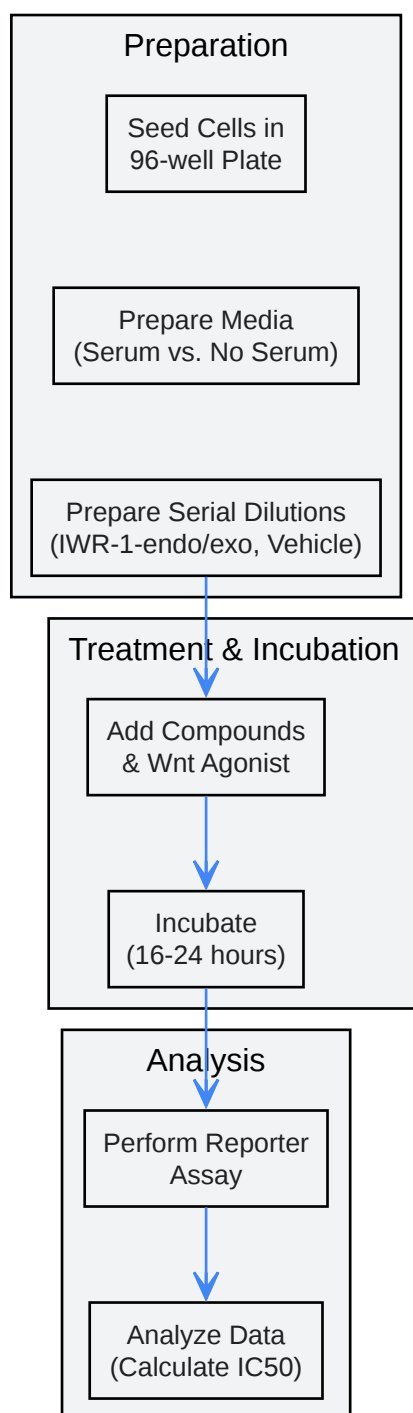 Preparation
Seed Cells in
96-well Plate
Prepare Media
(Serum vs. No Serum)
Prepare Serial Dilutions
(IWR-1-endo/exo, Vehicle)
Treatment & Incubation
Add Compounds
& Wnt Agonist
Incubate
(16-24 hours)
Analysis
Perform Reporter
Assay
Analyze Data
(Calculate IC50)